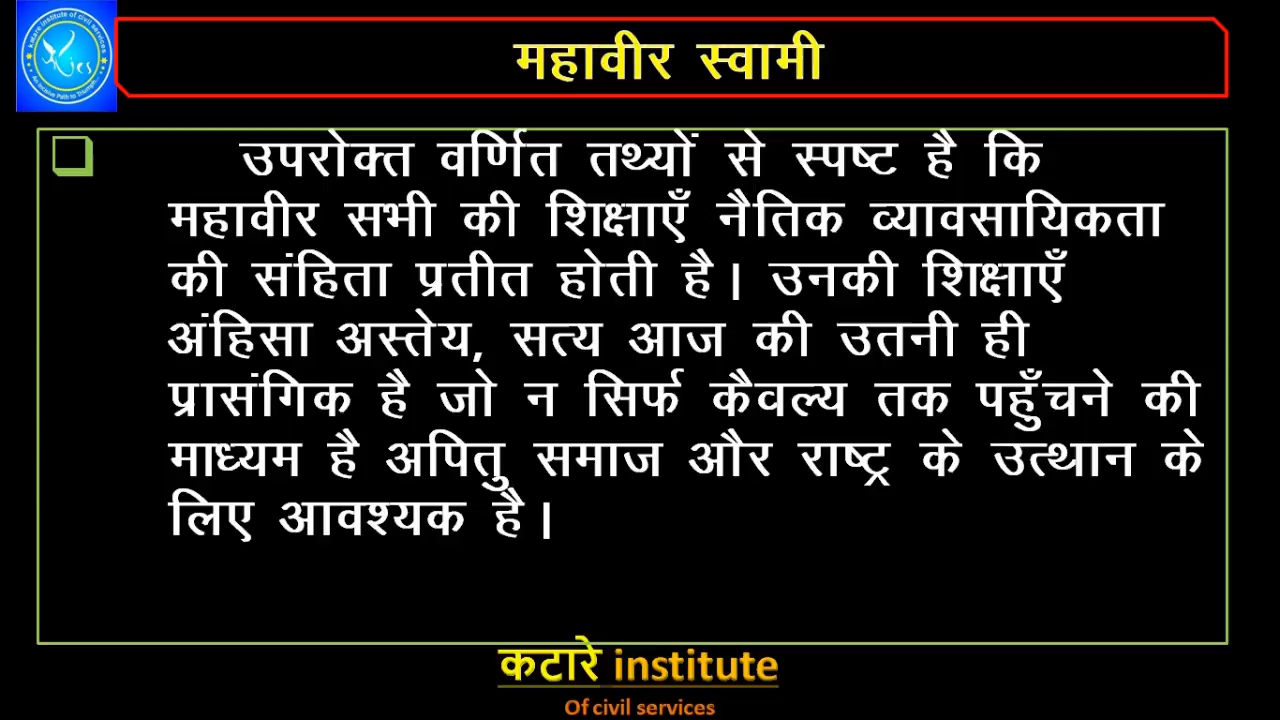 महावीर स्वामी
उपरोक्त वर्णित तथ्यों से स्पष्ट है कि
महावीर सभी की शिक्षाएँ नैतिक व्यावसायिकता
की संहिता प्रतीत होती है। उनकी शिक्षाएँ
अंहिसा अस्तेय, सत्य आज की उतनी ही
प्रासंगिक है जो न सिर्फ कैवल्य तक पहुँचने की
माध्यम है अपितु समाज और राष्ट्र के उत्थान के
लिए आवश्यक है।
कटारे institute
Of civil services